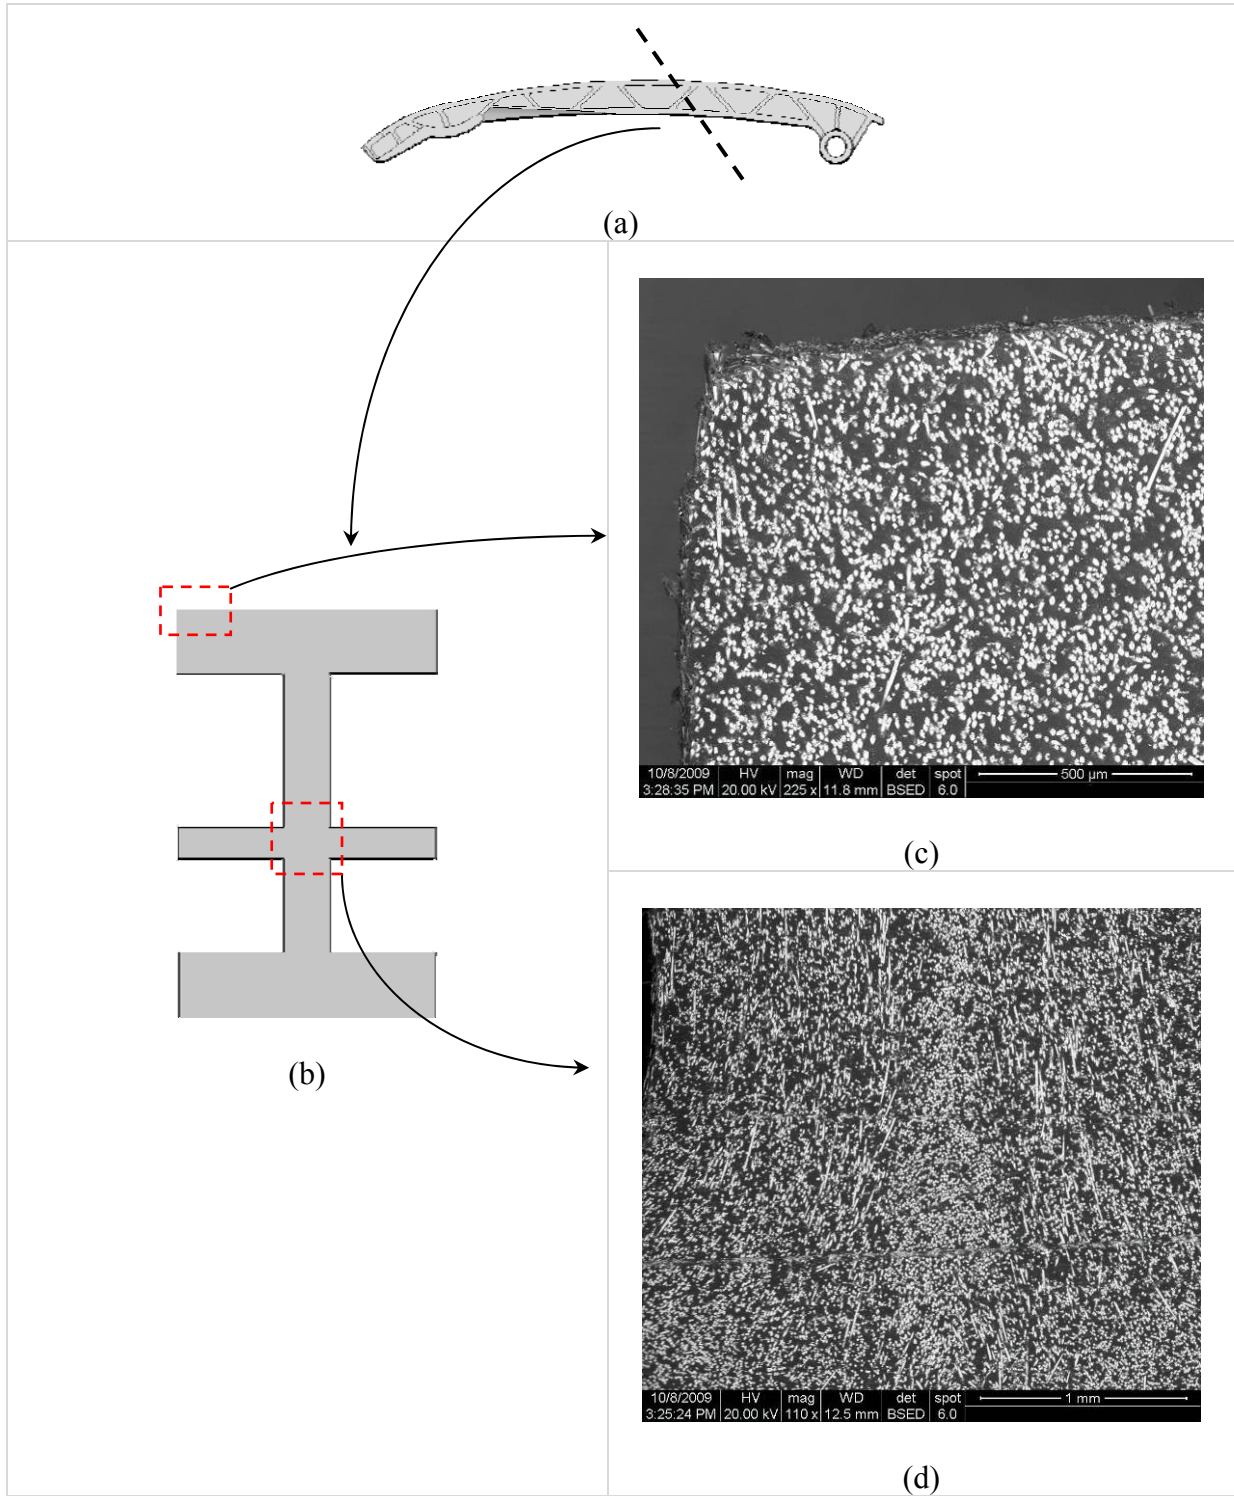 (a)
10/8/2009 HV mag WD det spot 500 µm
3:28:35 PM 20.00 kV 225 x 11.8 mm BSED 6.0
(c)
(b)
10/8/2009 HV mag WD det spot 1 mm
3:25:24 PM 20.00 kV 110 x 12.5 mm BSED 6.0
(d)